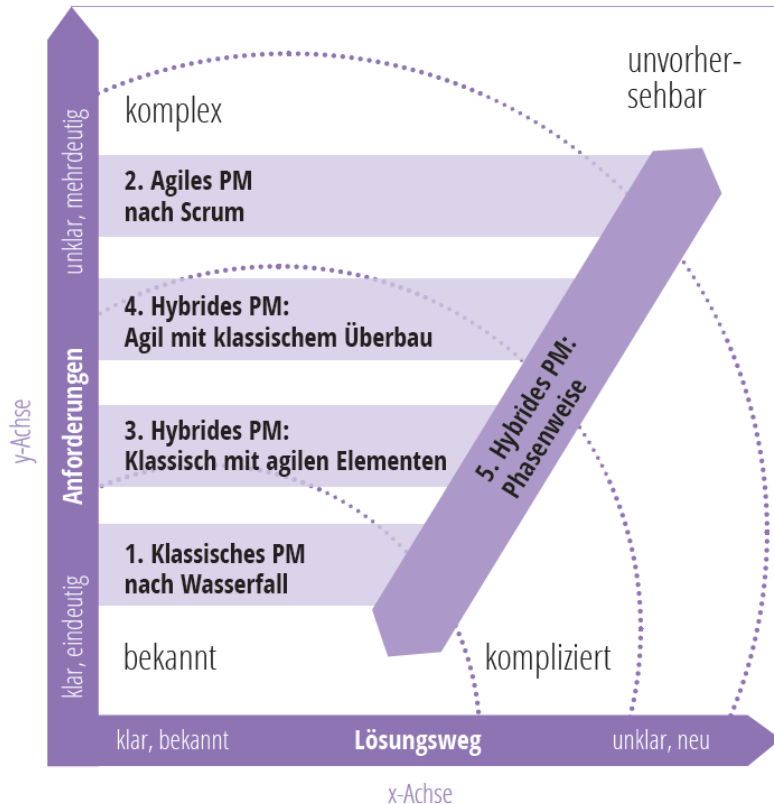 unvorher-
sehbar
komplex
2. Agiles PM
nach Scrum
4. Hybrides PM:
Agil mit klassischem Überbau
3. Hybrides PM:
Klassisch mit agilen Elementen
1. Klassisches PM
nach Wasserfall
5. Hybrides PM:
Phasenweise
bekannt
kompliziert
y-Achse
unklar, mehrdeutig
Anforderungen
klar, eindeutig
klar, bekannt
Lösungsweg
unklar, neu
x-Achse